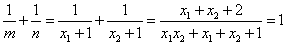 1/m + 1/n = 1/(x₁+1) + 1/(x₂+1) = (x₁+x₂+2)/(x₁x₂+x₁+x₂+1) = 1